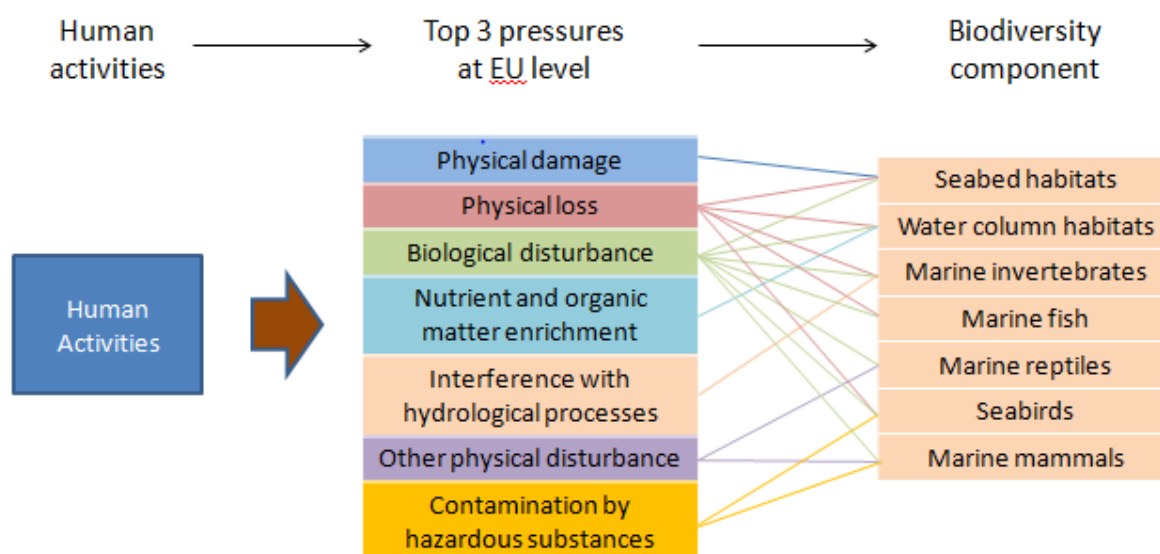 Human
activities
Top 3 pressures
at EU level
Biodiversity
component
Human
Activities
Physical damage
Physical loss
Biological disturbance
Nutrient and organic
matter enrichment
Interference with
hydrological processes
Other physical disturbance
Contamination by
hazardous substances
Seabed habitats
Water column habitats
Marine invertebrates
Marine fish
Marine reptiles
Seabirds
Marine mammals